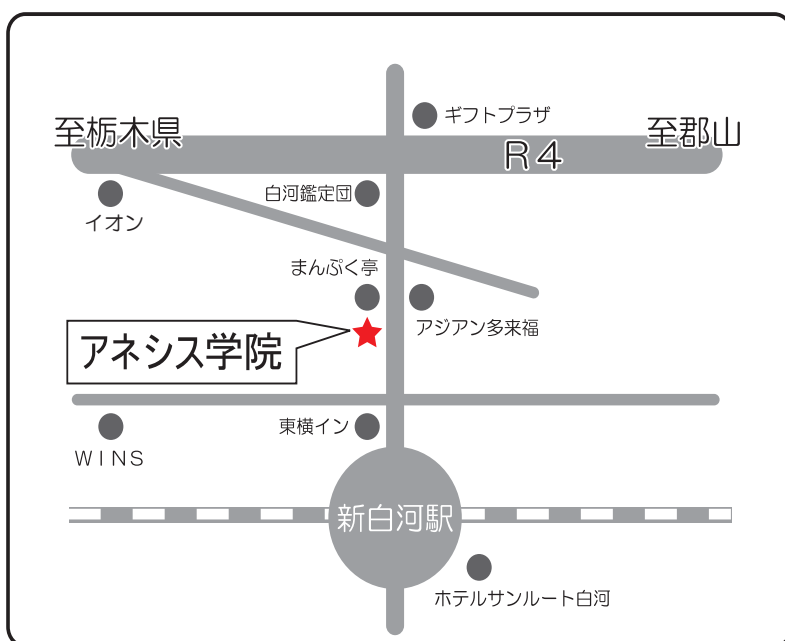 ギフトプラザ
至栃木県
至郡山
R4
白河鑑定団
イオン
まんぷく亭
アジアン多来福
アネシス学院
東横イン
WINS
新白河駅
ホテルサンルート白河